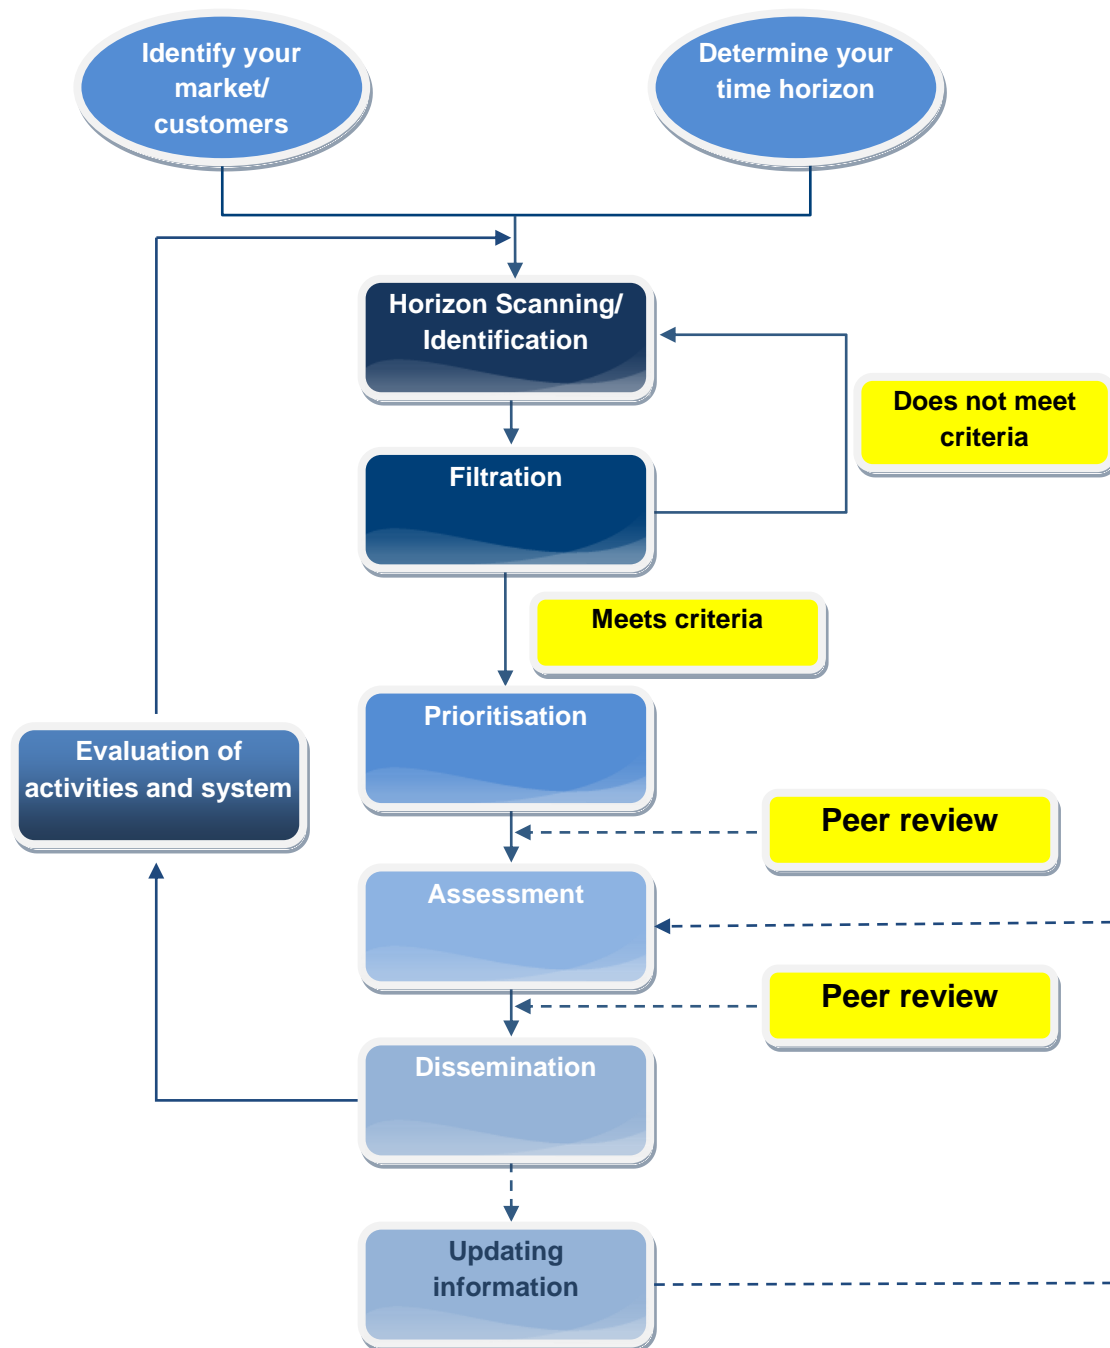 Identify your
market/
customers
Determine your
time horizon
Horizon Scanning/
Identification
Does not meet
criteria
Filtration
Meets criteria
Prioritisation
Evaluation of
activities and system
Peer review
Assessment
Peer review
Dissemination
Updating
information